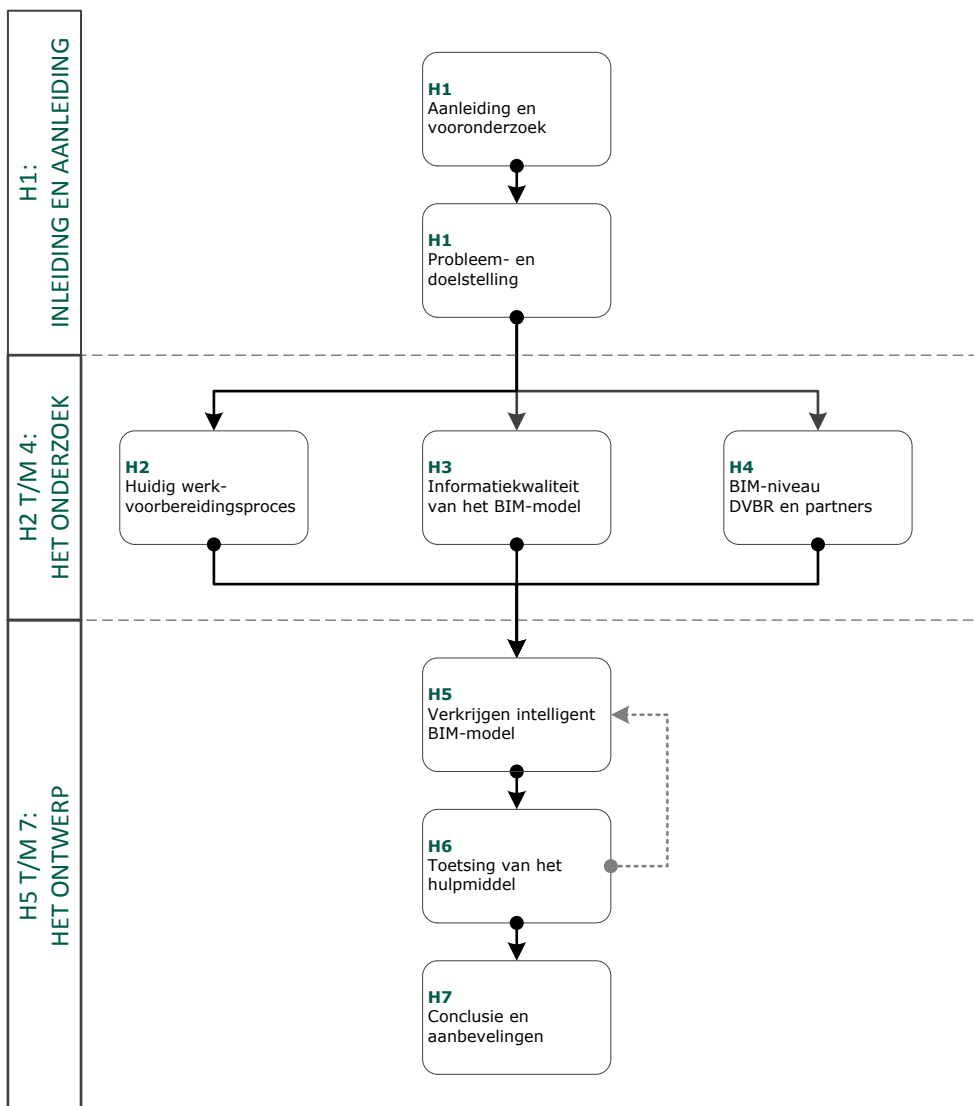 H1:
INLEIDING EN AANLEIDING
H1
Aanleiding en
vooronderzoek
H1
Probleem- en
doelstelling
H2 T/M 4:
HET ONDERZOEK
H2
Huidig werk-
voorbereidingsproces
H3
Informatiekwaliteit
van het BIM-model
H4
BIM-niveau
DVBR en partners
H5 T/M 7:
HET ONTWERP
H5
Verkrijgen intelligent
BIM-model
H6
Toetsing van het
hulpmiddel
H7
Conclusie en
aanbevelingen